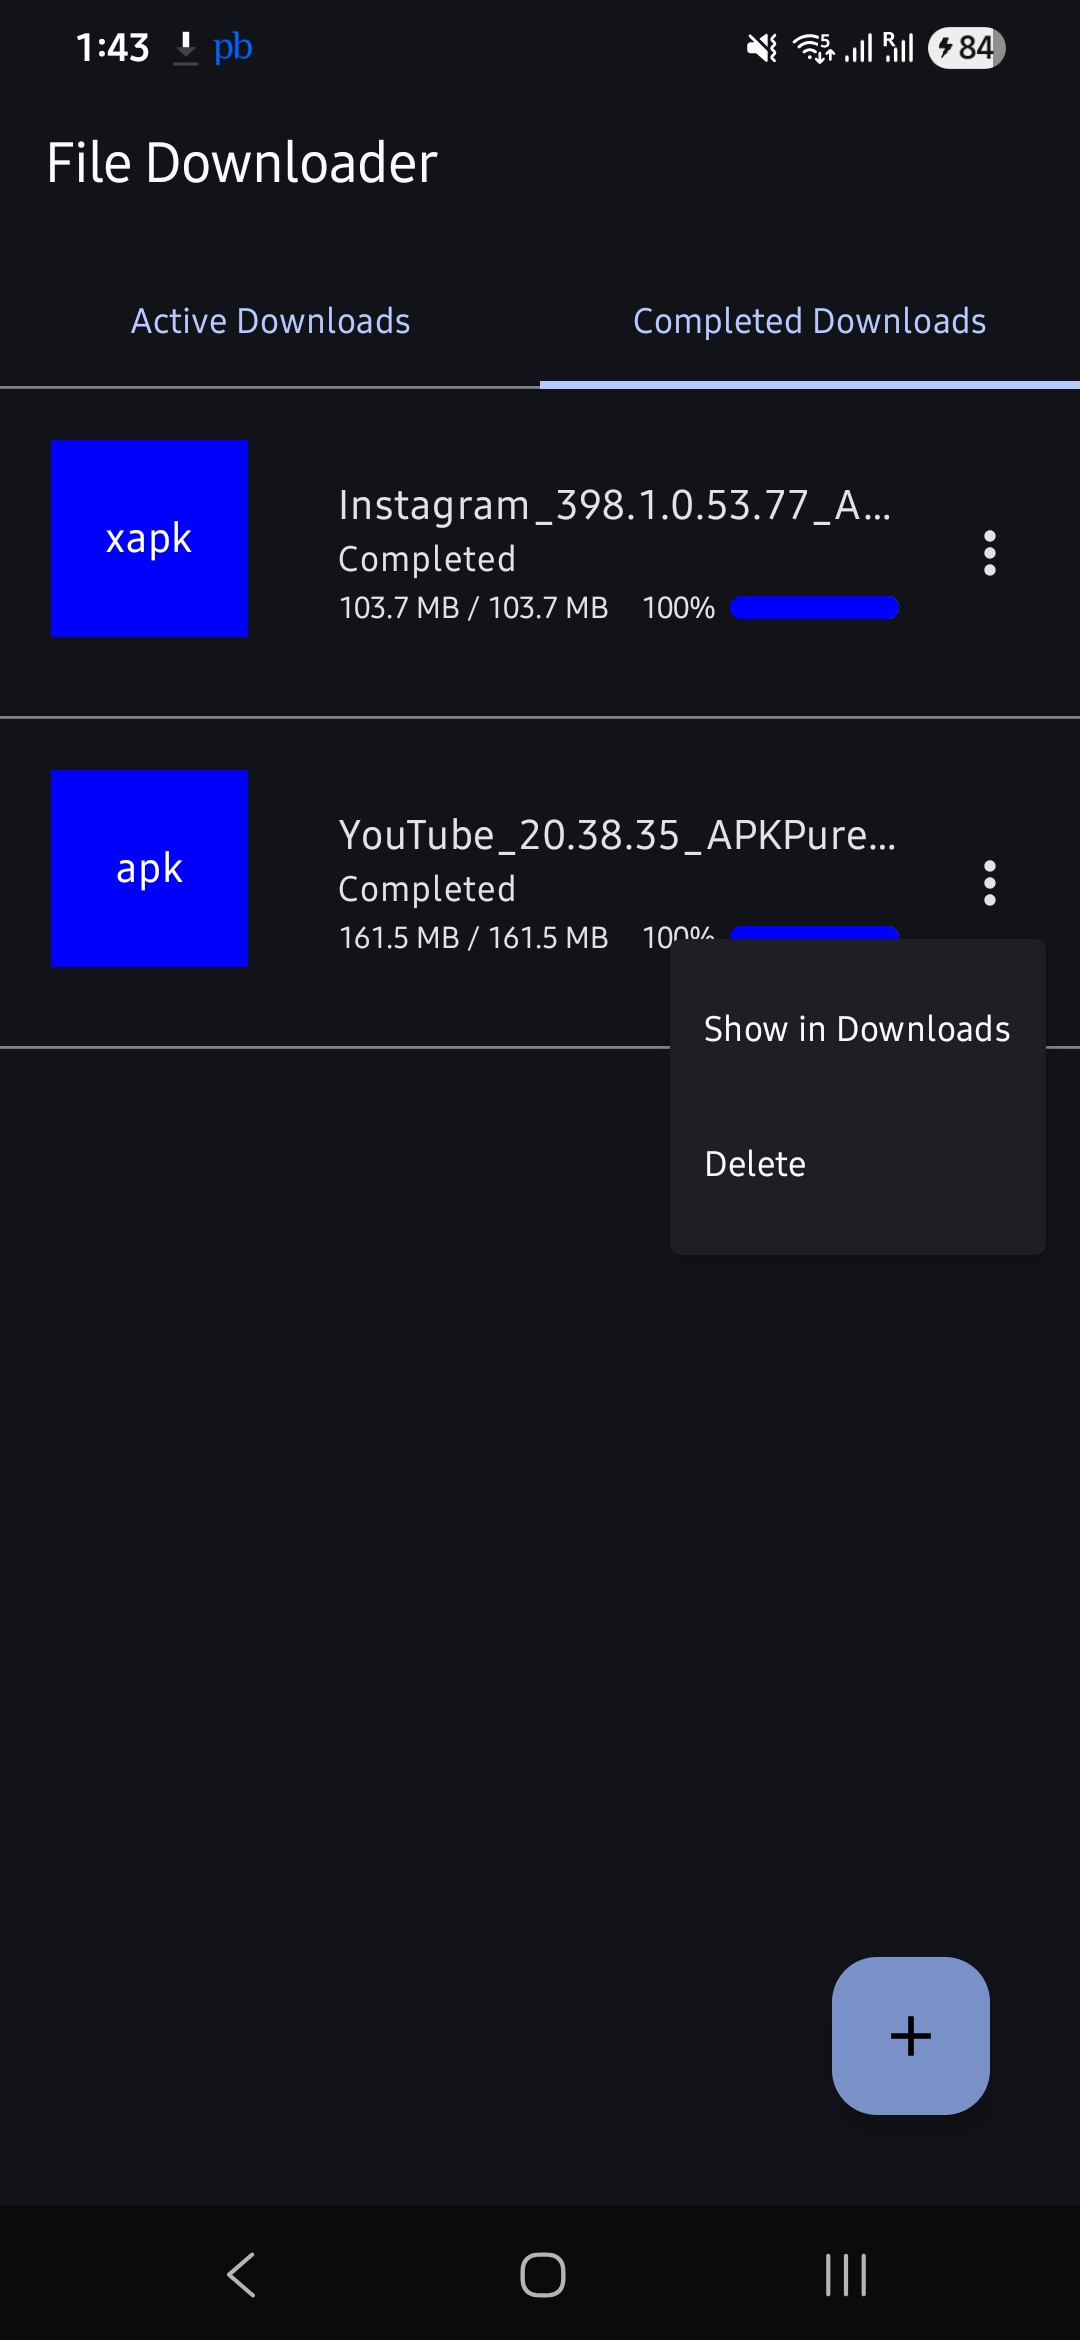 1:43 pb R 5 84
File Downloader
Active Downloads Completed Downloads
xapk
Instagram_398.1.0.53.77_A...
Completed
103.7 MB / 103.7 MB 100%
apk
YouTube_20.38.35_APKPure...
Completed
161.5 MB / 161.5 MB 100%
Show in Downloads
Delete